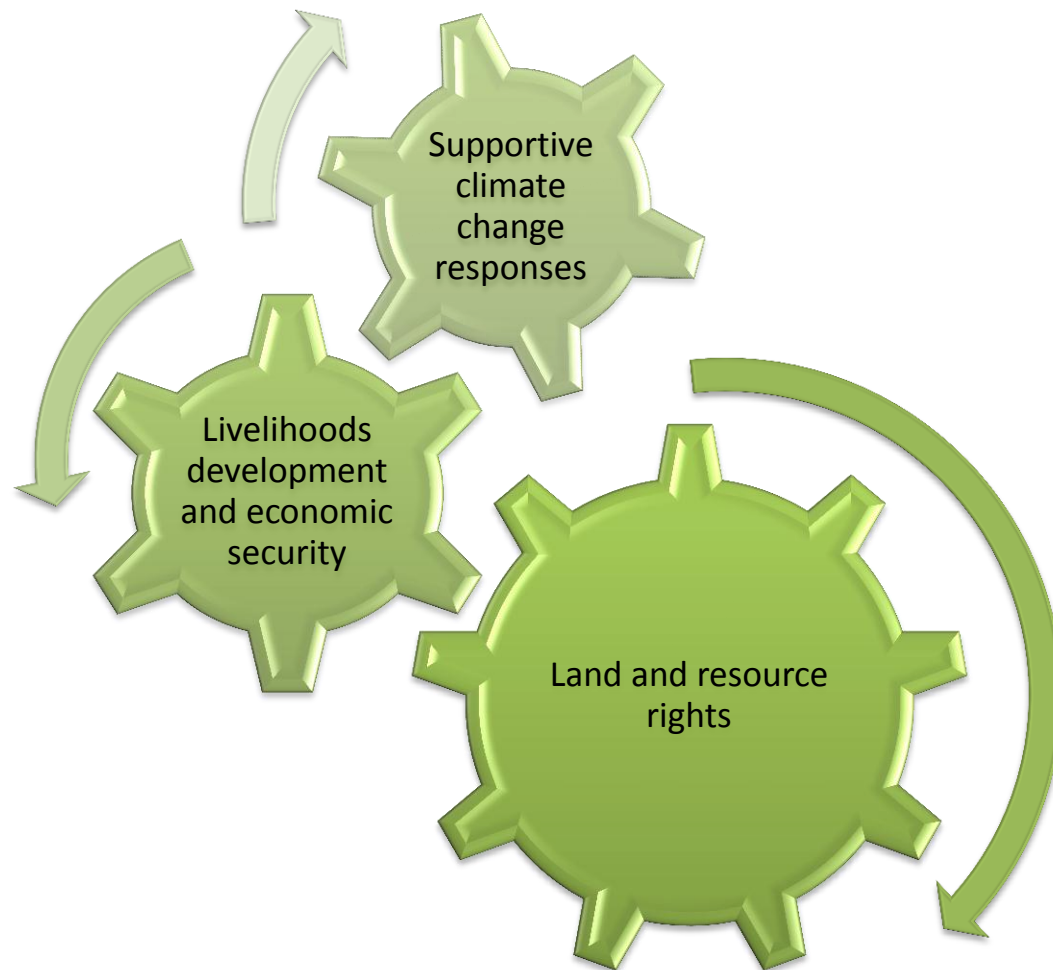 Supportive
climate
change
responses
Livelihoods
development
and economic
security
Land and resource
rights